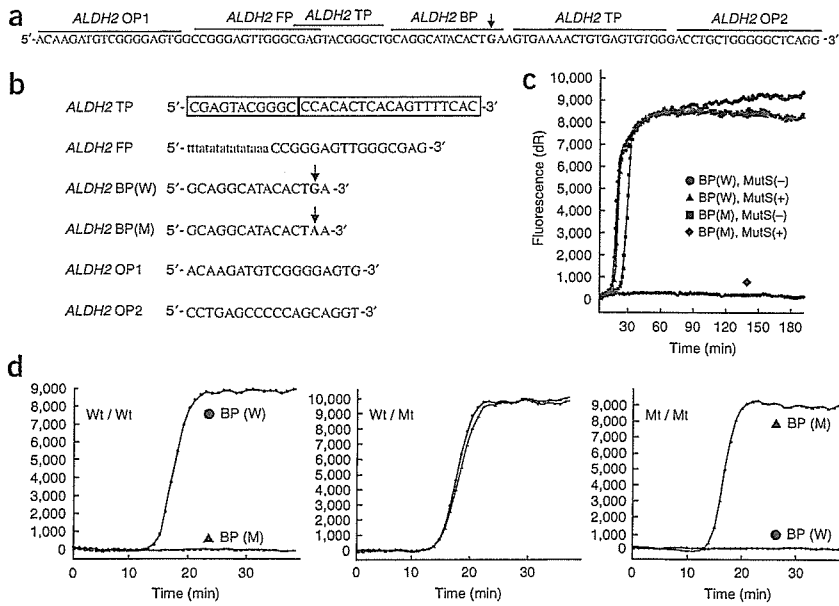 a
ALDH2 OP1 ALDH2 FP ALDH2 TP ALDH2 BP ALDH2 TP ALDH2 OP2
5′-ACAAGATGTCGGGGAGTGGCCGGGAGTTGGGCGAGTACGGGCTGCAGGCATACACTGAAGTGAAAACTGTGAGTGTGGGACCTGCTGGGGGCTCAGG-3′
b
ALDH2 TP 5′-CGAGTACGGGC CCACACTCACAGTTTTCAC-3′
ALDH2 FP 5′-tttatatatatataaaCCGGGAGTTGGGCGAG-3′
ALDH2 BP(W) 5′-GCAGGCATACACTGA-3′
ALDH2 BP(M) 5′-GCAGGCATACACTAA-3′
ALDH2 OP1 5′-ACAAGATGTCGGGGAGTG-3′
ALDH2 OP2 5′-CCTGAGCCCCCAGCAGGT-3′
c
10,000
9,000
8,000
7,000
6,000
5,000
4,000
3,000
2,000
1,000
0
Fluorescence (dR)
BP(W), MutS(–)
BP(W), MutS(+)
BP(M), MutS(–)
BP(M), MutS(+)
30 60 90 120 150 180
Time (min)
d
9,000
8,000
7,000
6,000
5,000
4,000
3,000
2,000
1,000
0
Wt / Wt
BP (W)
BP (M)
0 10 20 30
Time (min)
10,000
9,000
8,000
7,000
6,000
5,000
4,000
3,000
2,000
1,000
0
Wt / Mt
0 10 20 30
Time (min)
9,000
8,000
7,000
6,000
5,000
4,000
3,000
2,000
1,000
0
Mt / Mt
BP (M)
BP (W)
0 10 20 30
Time (min)